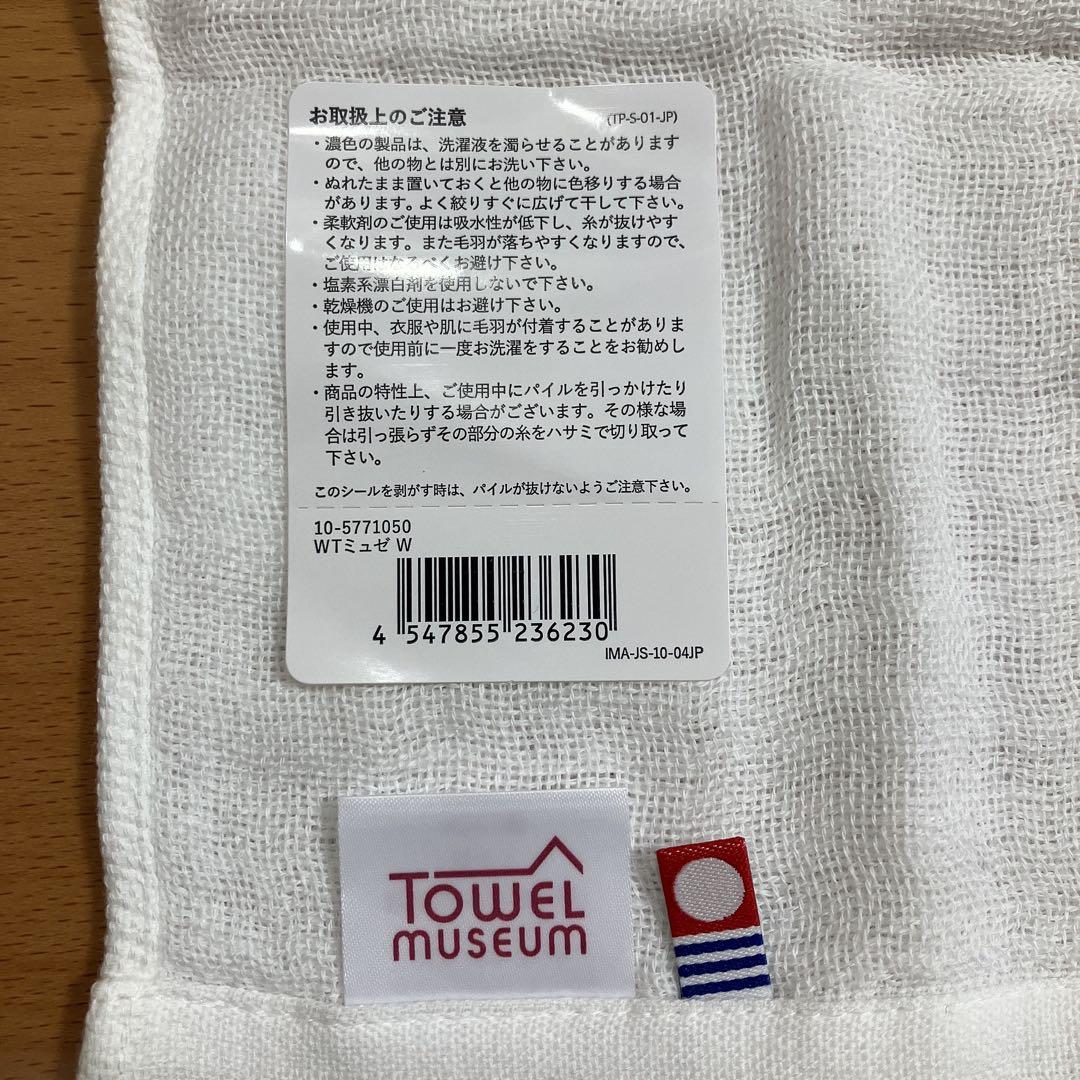 お取扱上のご注意
(TP-S-01-JP)
・濃色の製品は、洗濯液を濁らせることがあります
ので、他の物とは別にお洗い下さい。
・ぬれたまま置いておくと他の物に色移りする場合
があります。よく絞りすぐに広げて干して下さい。
・柔軟剤のご使用は吸水性が低下し、糸が抜けやす
くなります。また毛羽が落ちやすくなりますので、
ご使用はなるべくお避け下さい。
・塩素系漂白剤を使用しないで下さい。
・乾燥機のご使用はお避け下さい。
・使用中、衣服や肌に毛羽が付着することがありま
すので使用前に一度お洗濯をすることをお勧めし
ます。
・商品の特性上、ご使用中にパイルを引っかけたり
引き抜いたりする場合がございます。その様な場
合は引っ張らずその部分の糸をハサミで切り取って
下さい。
このシールを剥がす時は、パイルが抜けないようご注意下さい。
10-5771050
WTミュゼ W
4 547855 236230
IMA-JS-10-04JP
TOWEL
MUSEUM